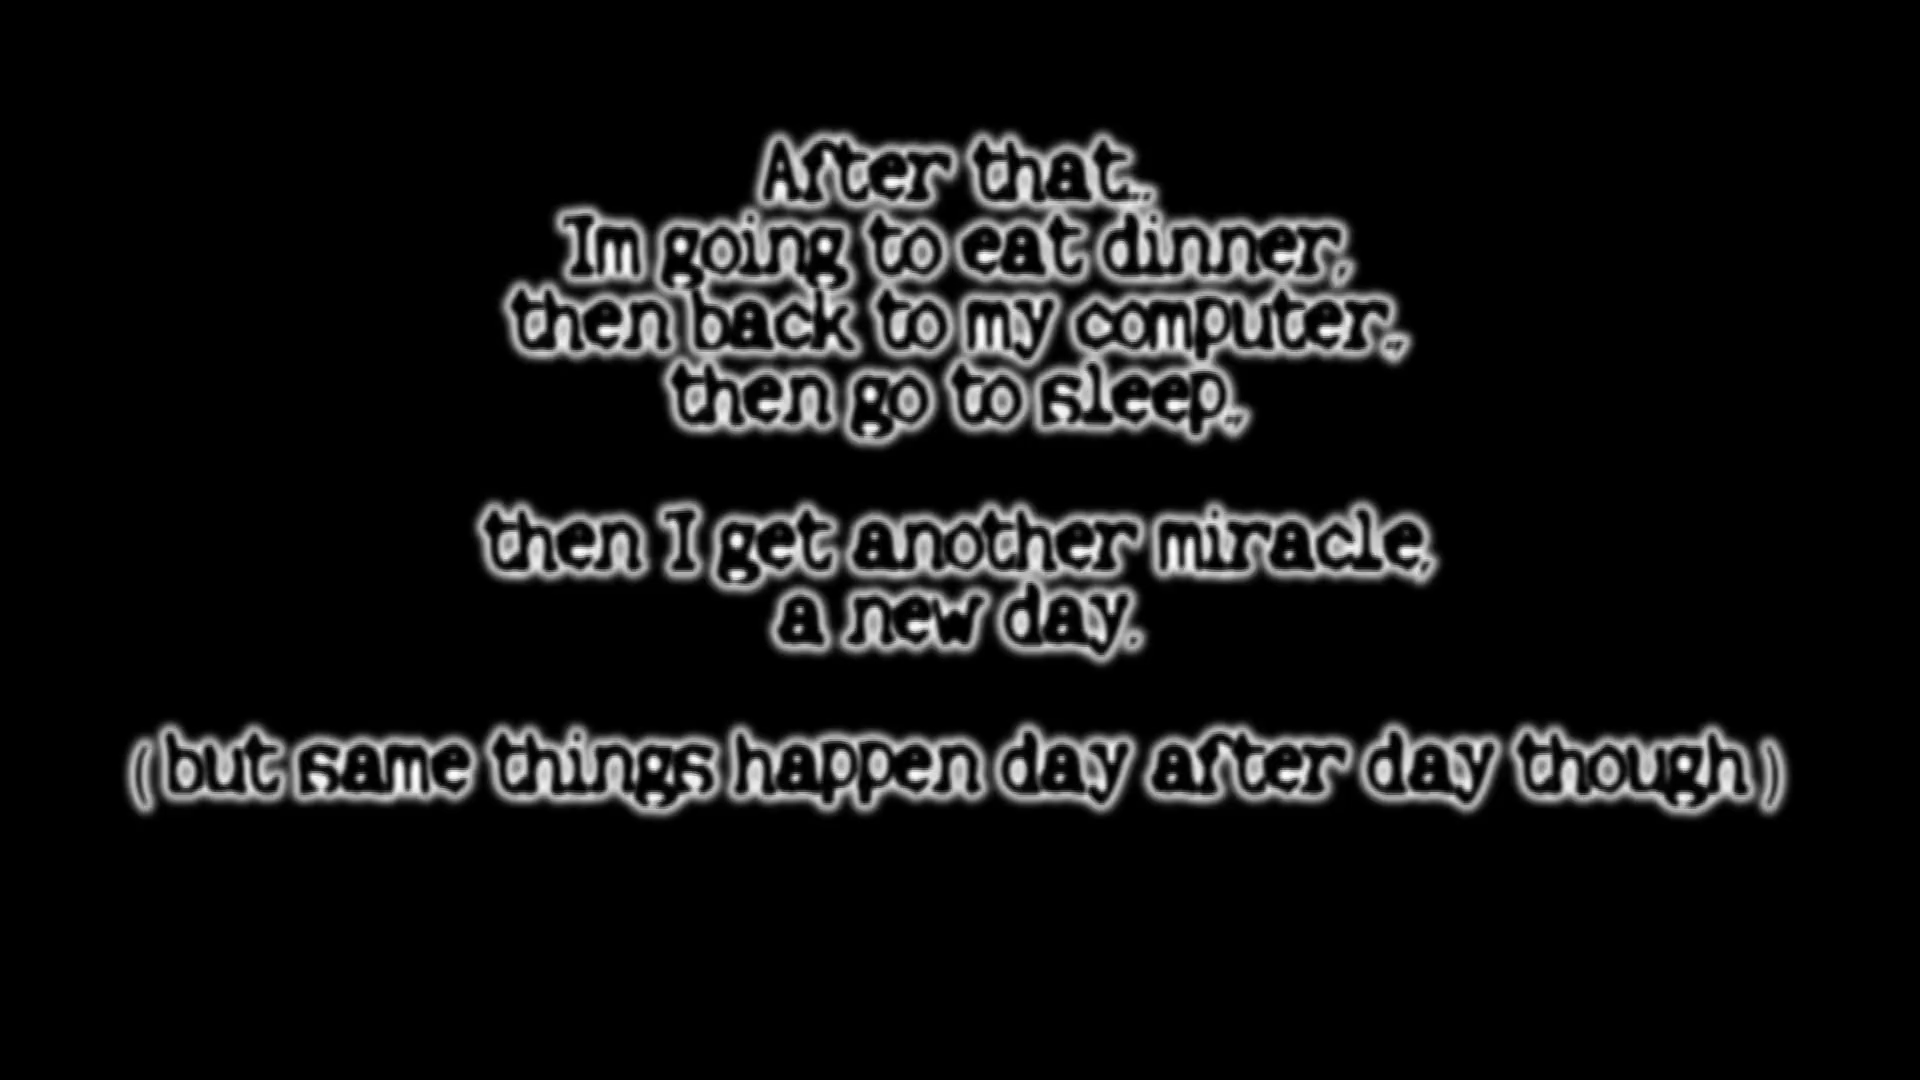 After that,,,
Im going to eat dinner,
then back to my computer,,
then go to sleep,,
then I get another miracle,
a new day.
(but same things happen day after day though)